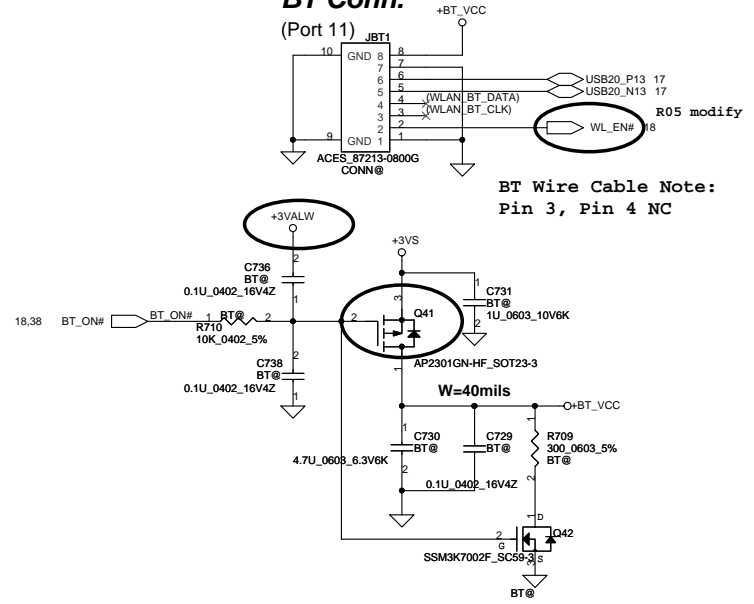 BT Conn.
(Port 11)
+BT_VCC
JBT1
10
GND
8
8
7
7
6
6
USB20_P13 17
5
5
USB20_N13 17
4
4
(WLAN_BT_DATA)
3
3
(WLAN_BT_CLK)
2
2
WL_EN# 18
R05 modify
9
GND
1
1
ACES_87213-0800G
CONN@
BT Wire Cable Note:
Pin 3, Pin 4 NC
+3VALW
+3VS
2
C736
BT@
0.1U_0402_16V4Z
1
3
1
C731
BT@
1U_0603_10V6K
2
18,38 BT_ON#
BT_ON#
1
BT@
2
R710
10K_0402_5%
2
Q41
AP2301GN-HF_SOT23-3
1
2
C738
BT@
0.1U_0402_16V4Z
1
W=40mils
+BT_VCC
1
C730
BT@
4.7U_0603_6.3V6K
2
1
C729
BT@
0.1U_0402_16V4Z
2
1
R709
300_0603_5%
BT@
2
1
D
2
G
Q42
SSM3K7002F_SC59-3
3
S
BT@